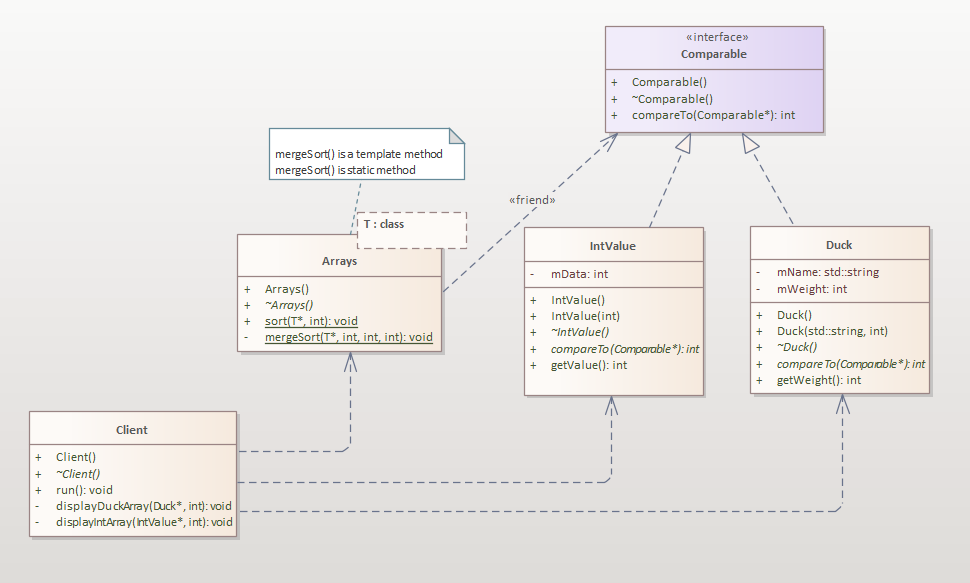 «interface»
Comparable
+ Comparable()
+ ~Comparable()
+ compareTo(Comparable*): int
mergeSort() is a template method
mergeSort() is static method
«friend»
T : class
Arrays
+ Arrays()
+ ~Arrays()
+ sort(T*, int): void
- mergeSort(T*, int, int, int): void
IntValue
- mData: int
+ IntValue()
+ IntValue(int)
+ ~IntValue()
+ compareTo(Comparable*): int
+ getValue(): int
Duck
- mName: std::string
- mWeight: int
+ Duck()
+ Duck(std::string, int)
+ ~Duck()
+ compareTo(Comparable*): int
+ getWeight(): int
Client
+ Client()
+ ~Client()
+ run(): void
- displayDuckArray(Duck*, int): void
- displayIntArray(IntValue*, int): void